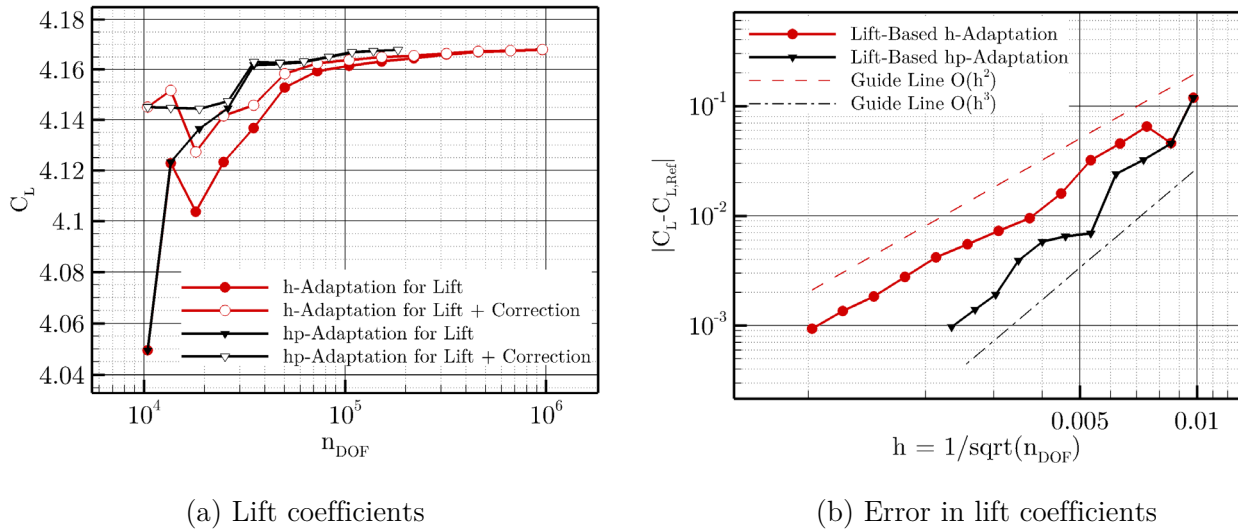 4.18
4.16
4.14
4.12
4.1
4.08
4.06
4.04
C_L
h-Adaptation for Lift
h-Adaptation for Lift + Correction
hp-Adaptation for Lift
hp-Adaptation for Lift + Correction
10^4
10^5
10^6
n_DOF
(a) Lift coefficients
Lift-Based h-Adaptation
Lift-Based hp-Adaptation
Guide Line O(h^2)
Guide Line O(h^3)
10^-1
10^-2
10^-3
|C_L-C_L,Ref|
0.005
0.01
h = 1/sqrt(n_DOF)
(b) Error in lift coefficients